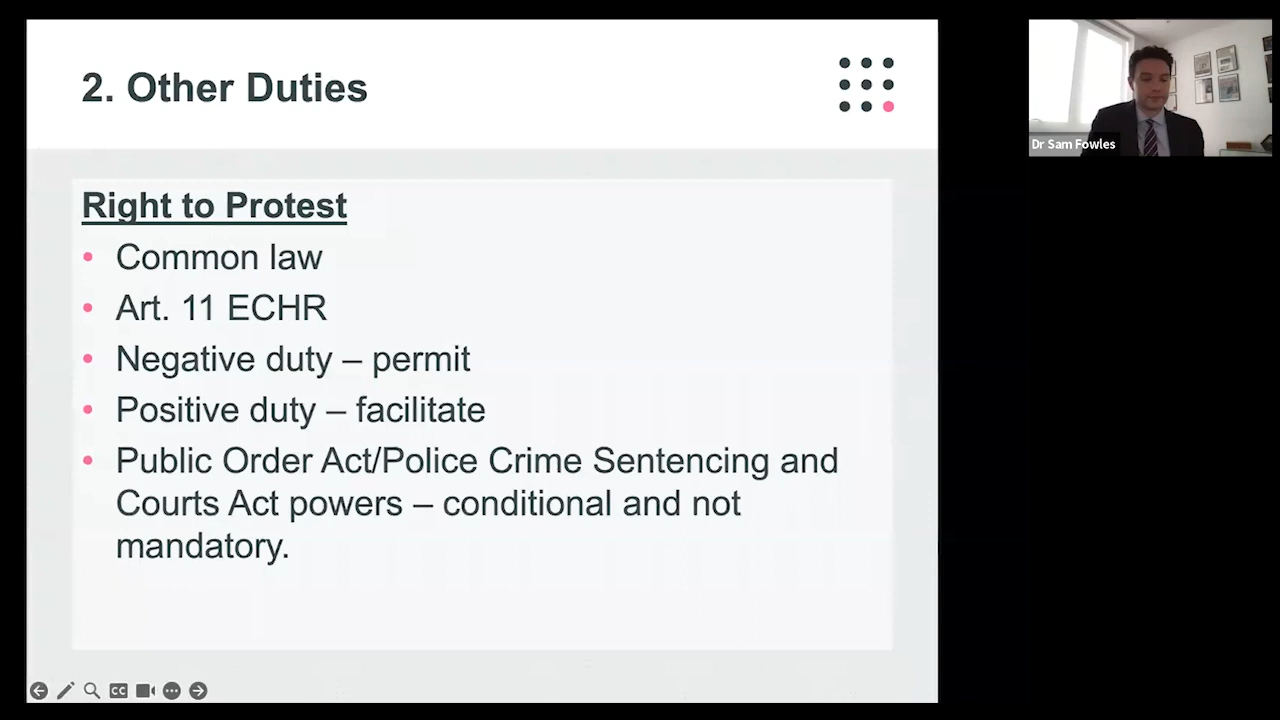 2. Other Duties
Right to Protest
• Common law
• Art. 11 ECHR
• Negative duty – permit
• Positive duty – facilitate
• Public Order Act/Police Crime Sentencing and
Courts Act powers – conditional and not
mandatory.
CC
Dr Sam Fowles